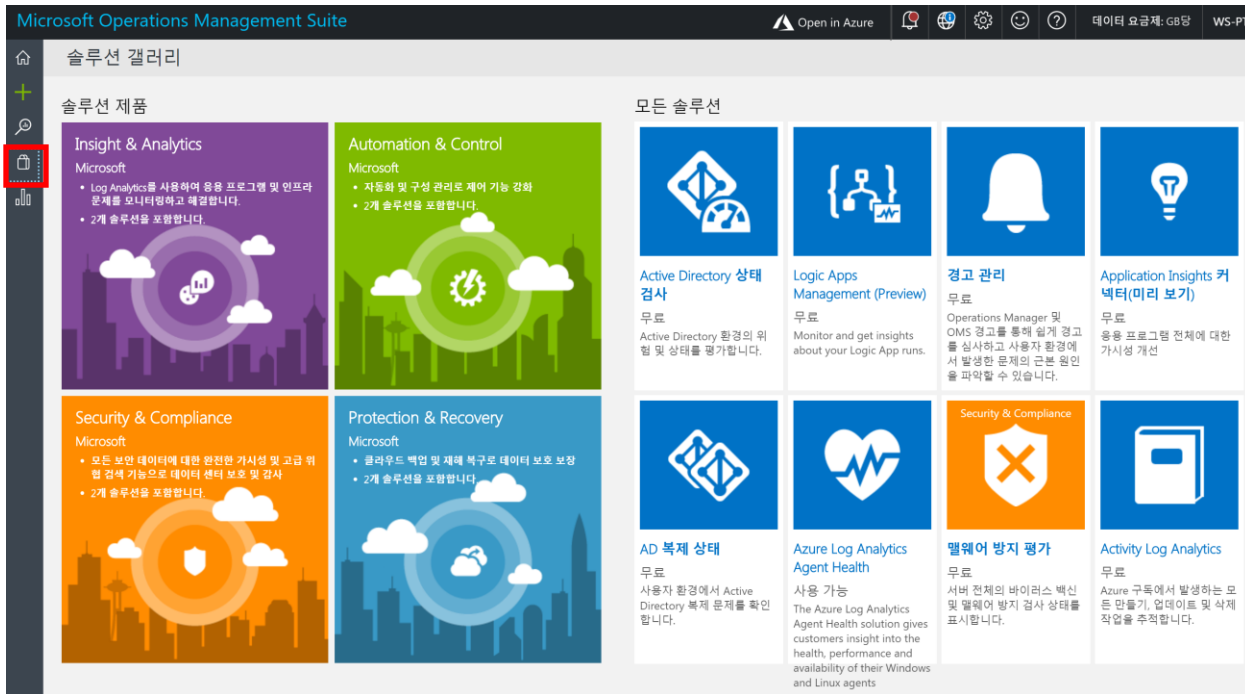 Microsoft Operations Management Suite
Open in Azure
데이터 요금제: GB당
WS-PT
솔루션 갤러리
솔루션 제품
Insight & Analytics
Microsoft
• Log Analytics를 사용하여 응용 프로그램 및 인프라
문제를 모니터링하고 해결합니다.
• 2개 솔루션을 포함합니다.
Automation & Control
Microsoft
• 자동화 및 구성 관리로 제어 기능 강화
• 2개 솔루션을 포함합니다.
Security & Compliance
Microsoft
• 모든 보안 데이터에 대한 완전한 가시성 및 고급 위
협 검색 기능으로 데이터 센터 보호 및 감사
• 2개 솔루션을 포함합니다.
Protection & Recovery
Microsoft
• 클라우드 백업 및 재해 복구로 데이터 보호 보장
• 2개 솔루션을 포함합니다.
모든 솔루션
Active Directory 상태
검사
무료
Active Directory 환경의 위
험 및 상태를 평가합니다.
Logic Apps
Management (Preview)
무료
Monitor and get insights
about your Logic App runs.
경고 관리
무료
Operations Manager 및
OMS 경고를 통해 쉽게 경고
를 심사하고 사용자 환경에
서 발생한 문제의 근본 원인
을 파악할 수 있습니다.
Application Insights 커
넥터(미리 보기)
무료
응용 프로그램 전체에 대한
가시성 개선
AD 복제 상태
무료
사용자 환경에서 Active
Directory 복제 문제를 확인
합니다.
Azure Log Analytics
Agent Health
사용 가능
The Azure Log Analytics
Agent Health solution gives
customers insight into the
health, performance and
availability of their Windows
and Linux agents
Security & Compliance
맬웨어 방지 평가
무료
서버 전체의 바이러스 백신
및 맬웨어 방지 검사 상태를
표시합니다.
Activity Log Analytics
무료
Azure 구독에서 발생하는 모
든 만들기, 업데이트 및 삭제
작업을 추적합니다.